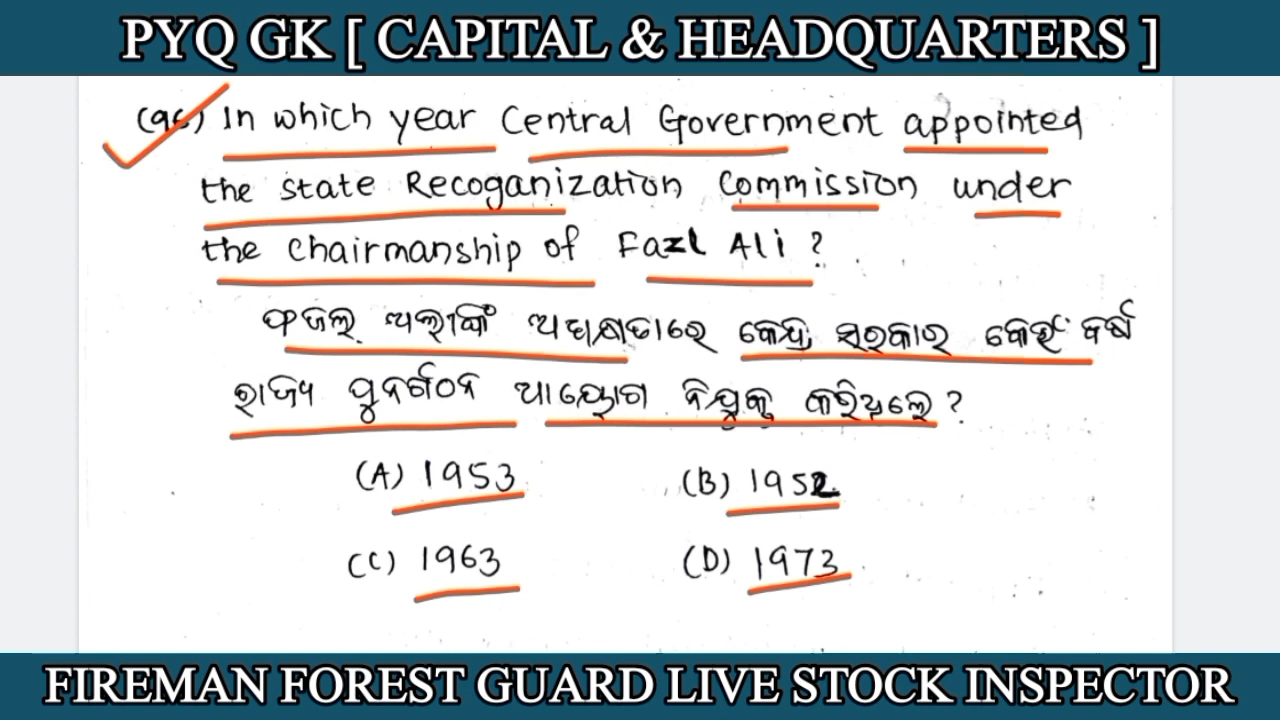 PYQ GK [ CAPITAL & HEADQUARTERS ]
(96) In which year Central Government appointed
the state Recoganization Commission under
the Chairmanship of Fazl Ali ?
ଫଜଲ୍ ଅଲୀଙ୍କ ଅଧ୍ୟକ୍ଷତାରେ କେନ୍ଦ୍ର ସରକାର କେଉଁ ବର୍ଷ
ରାଜ୍ୟ ପୁନର୍ଗଠନ ଆୟୋଗ ନିଯୁକ୍ତ କରିଥିଲେ ?
(A) 1953 (B) 1952
(C) 1963 (D) 1973
FIREMAN FOREST GUARD LIVE STOCK INSPECTOR